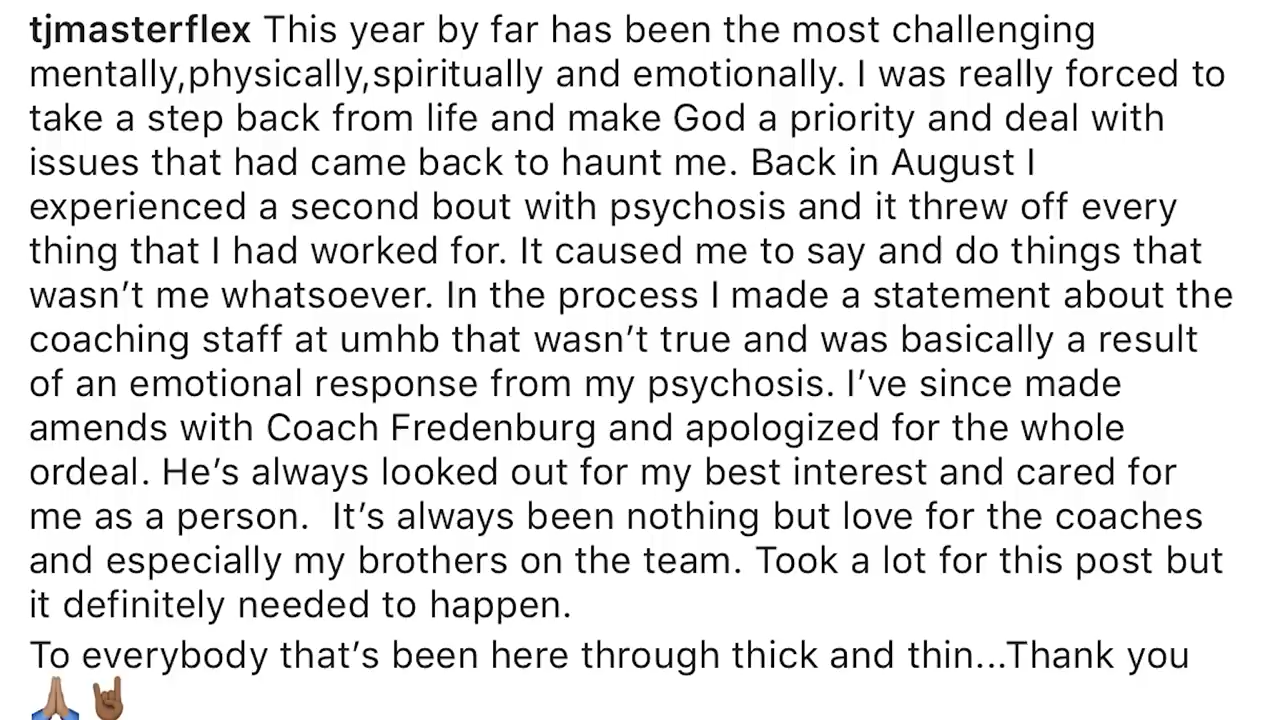 tjmasterflex This year by far has been the most challenging
mentally,physically,spiritually and emotionally. I was really forced to
take a step back from life and make God a priority and deal with
issues that had came back to haunt me. Back in August I
experienced a second bout with psychosis and it threw off every
thing that I had worked for. It caused me to say and do things that
wasn’t me whatsoever. In the process I made a statement about the
coaching staff at umhb that wasn’t true and was basically a result
of an emotional response from my psychosis. I’ve since made
amends with Coach Fredenburg and apologized for the whole
ordeal. He’s always looked out for my best interest and cared for
me as a person.  It’s always been nothing but love for the coaches
and especially my brothers on the team. Took a lot for this post but
it definitely needed to happen.
To everybody that’s been here through thick and thin...Thank you
🙏🏽🤘🏾